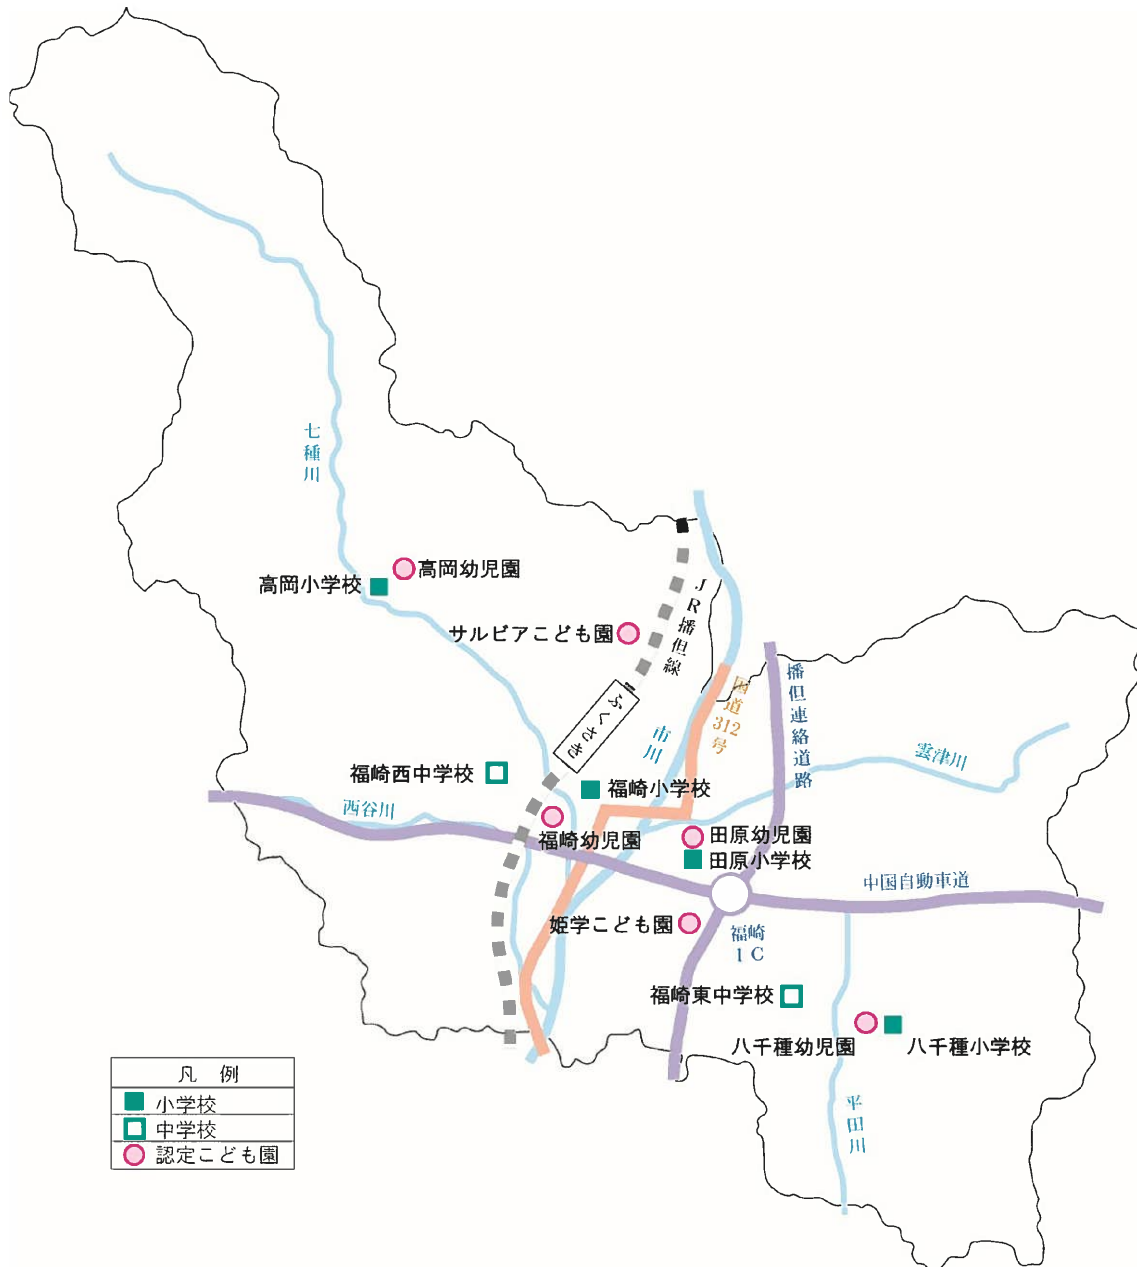 七種川
高岡幼児園
高岡小学校
サルビアこども園
JR播但線
ふくさき
国道312号
播但連絡道路
市川
雲津川
福崎西中学校
福崎小学校
西谷川
福崎幼児園
田原幼児園
田原小学校
中国自動車道
姫学こども園
福崎
IC
福崎東中学校
八千種幼児園
八千種小学校
平田川
凡 例
小学校
中学校
認定こども園